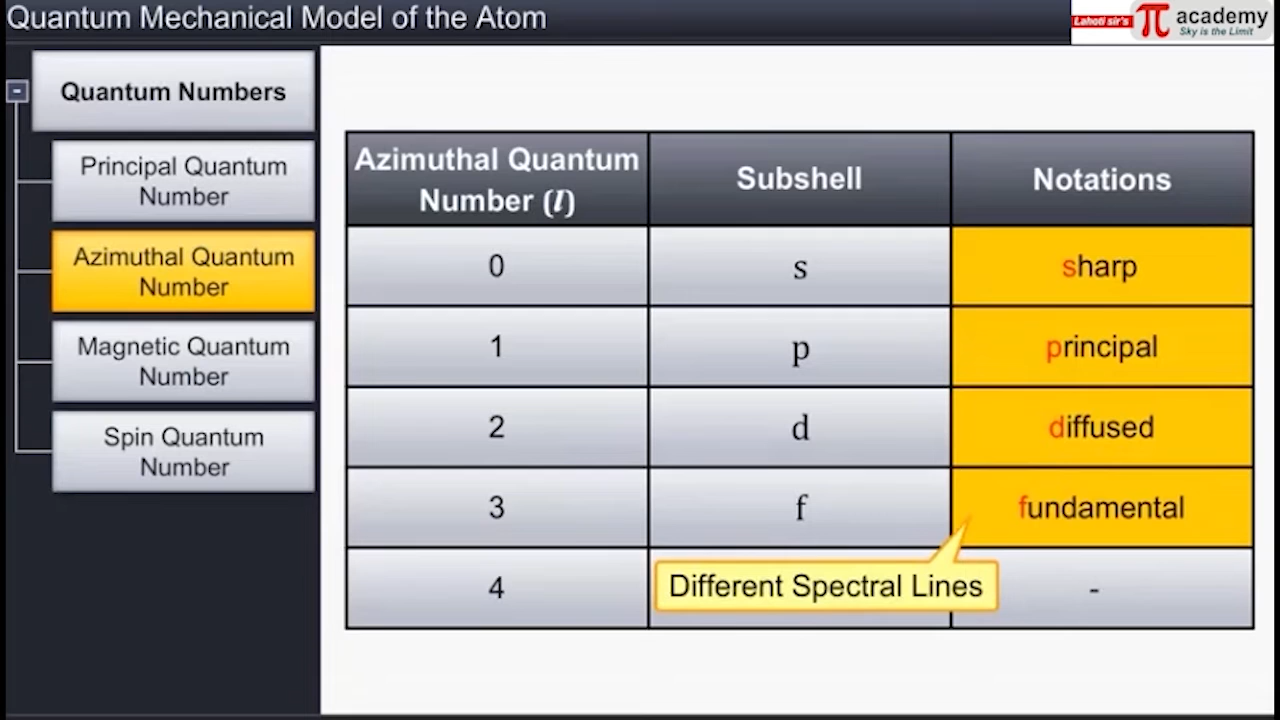 Quantum Mechanical Model of the Atom
Lahoti sir's
π academy
Sky is the Limit
Quantum Numbers
Principal Quantum
Number
Azimuthal Quantum
Number
Magnetic Quantum
Number
Spin Quantum
Number
Azimuthal Quantum
Number (l)
Subshell
Notations
0
s
sharp
1
p
principal
2
d
diffused
3
f
fundamental
4
Different Spectral Lines
-